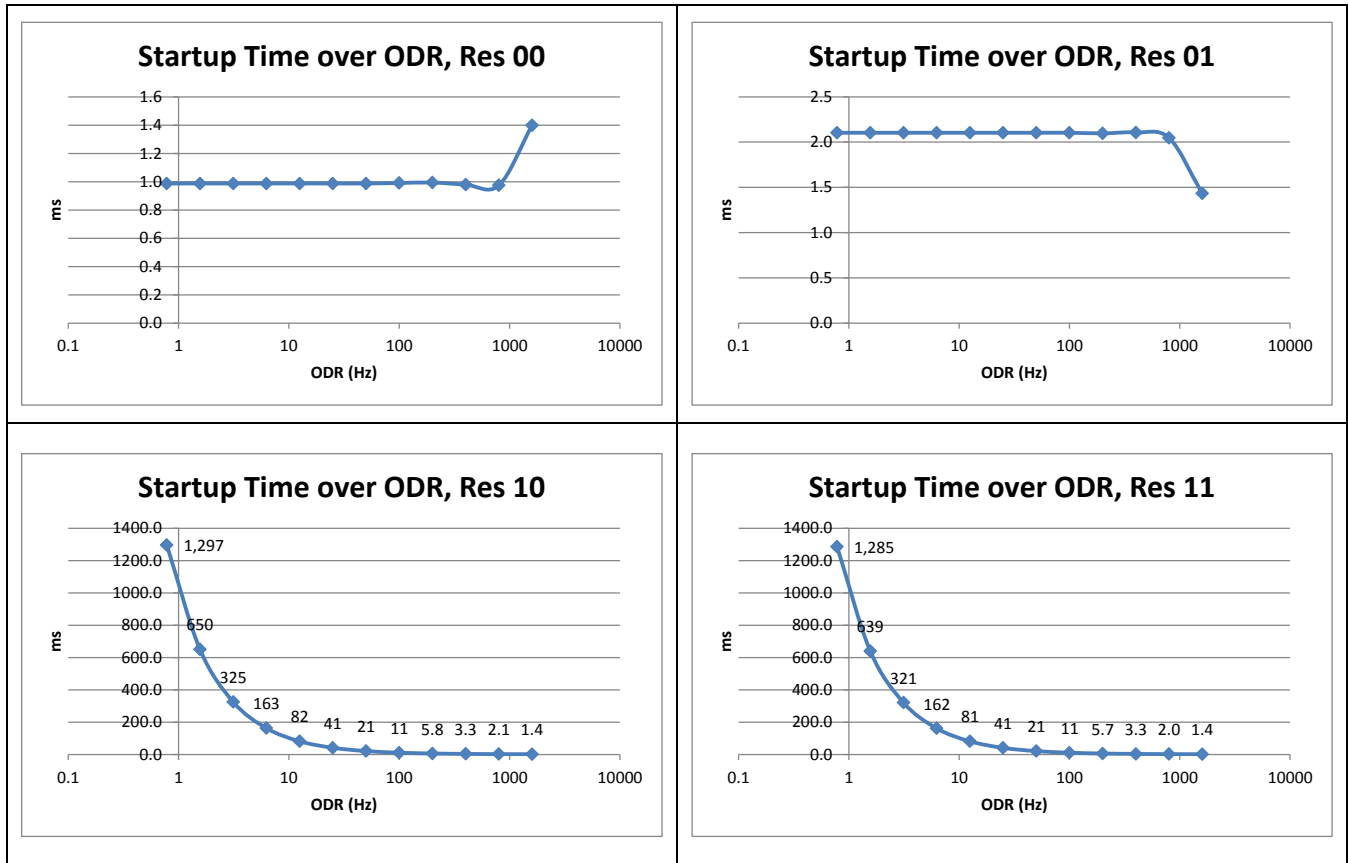 Startup Time over ODR, Res 00
1.6
1.4
1.2
1.0
0.8
0.6
0.4
0.2
0.0
ms
0.1 1 10 100 1000 10000
ODR (Hz)
Startup Time over ODR, Res 01
2.5
2.0
1.5
1.0
0.5
0.0
ms
0.1 1 10 100 1000 10000
ODR (Hz)
Startup Time over ODR, Res 10
1400.0
1200.0
1000.0
800.0
600.0
400.0
200.0
0.0
ms
1,297
650
325
163
82 41 21 11 5.8 3.3 2.1 1.4
0.1 1 10 100 1000 10000
ODR (Hz)
Startup Time over ODR, Res 11
1400.0
1200.0
1000.0
800.0
600.0
400.0
200.0
0.0
ms
1,285
639
321
162
81 41 21 11 5.7 3.3 2.0 1.4
0.1 1 10 100 1000 10000
ODR (Hz)